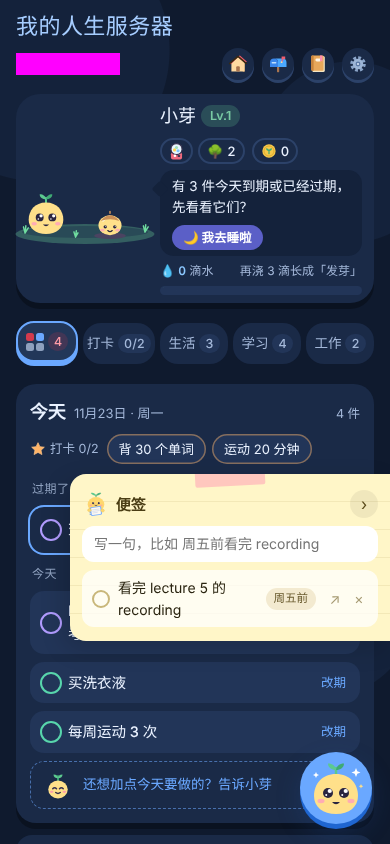 我的人生服务器
小芽 Lv.1
2 0
有 3 件今天到期或已经过期，
先看看它们？
我去睡啦
0 滴水 再浇 3 滴长成「发芽」
4 打卡 0/2 生活 3 学习 4 工作 2
今天 11月23日 · 周一 4 件
打卡 0/2 背 30 个单词 运动 20 分钟
过期了
便签
写一句，比如 周五前看完 recording
看完 lecture 5 的 周五前
recording
今天
买洗衣液 改期
每周运动 3 次 改期
还想加点今天要做的？告诉小芽